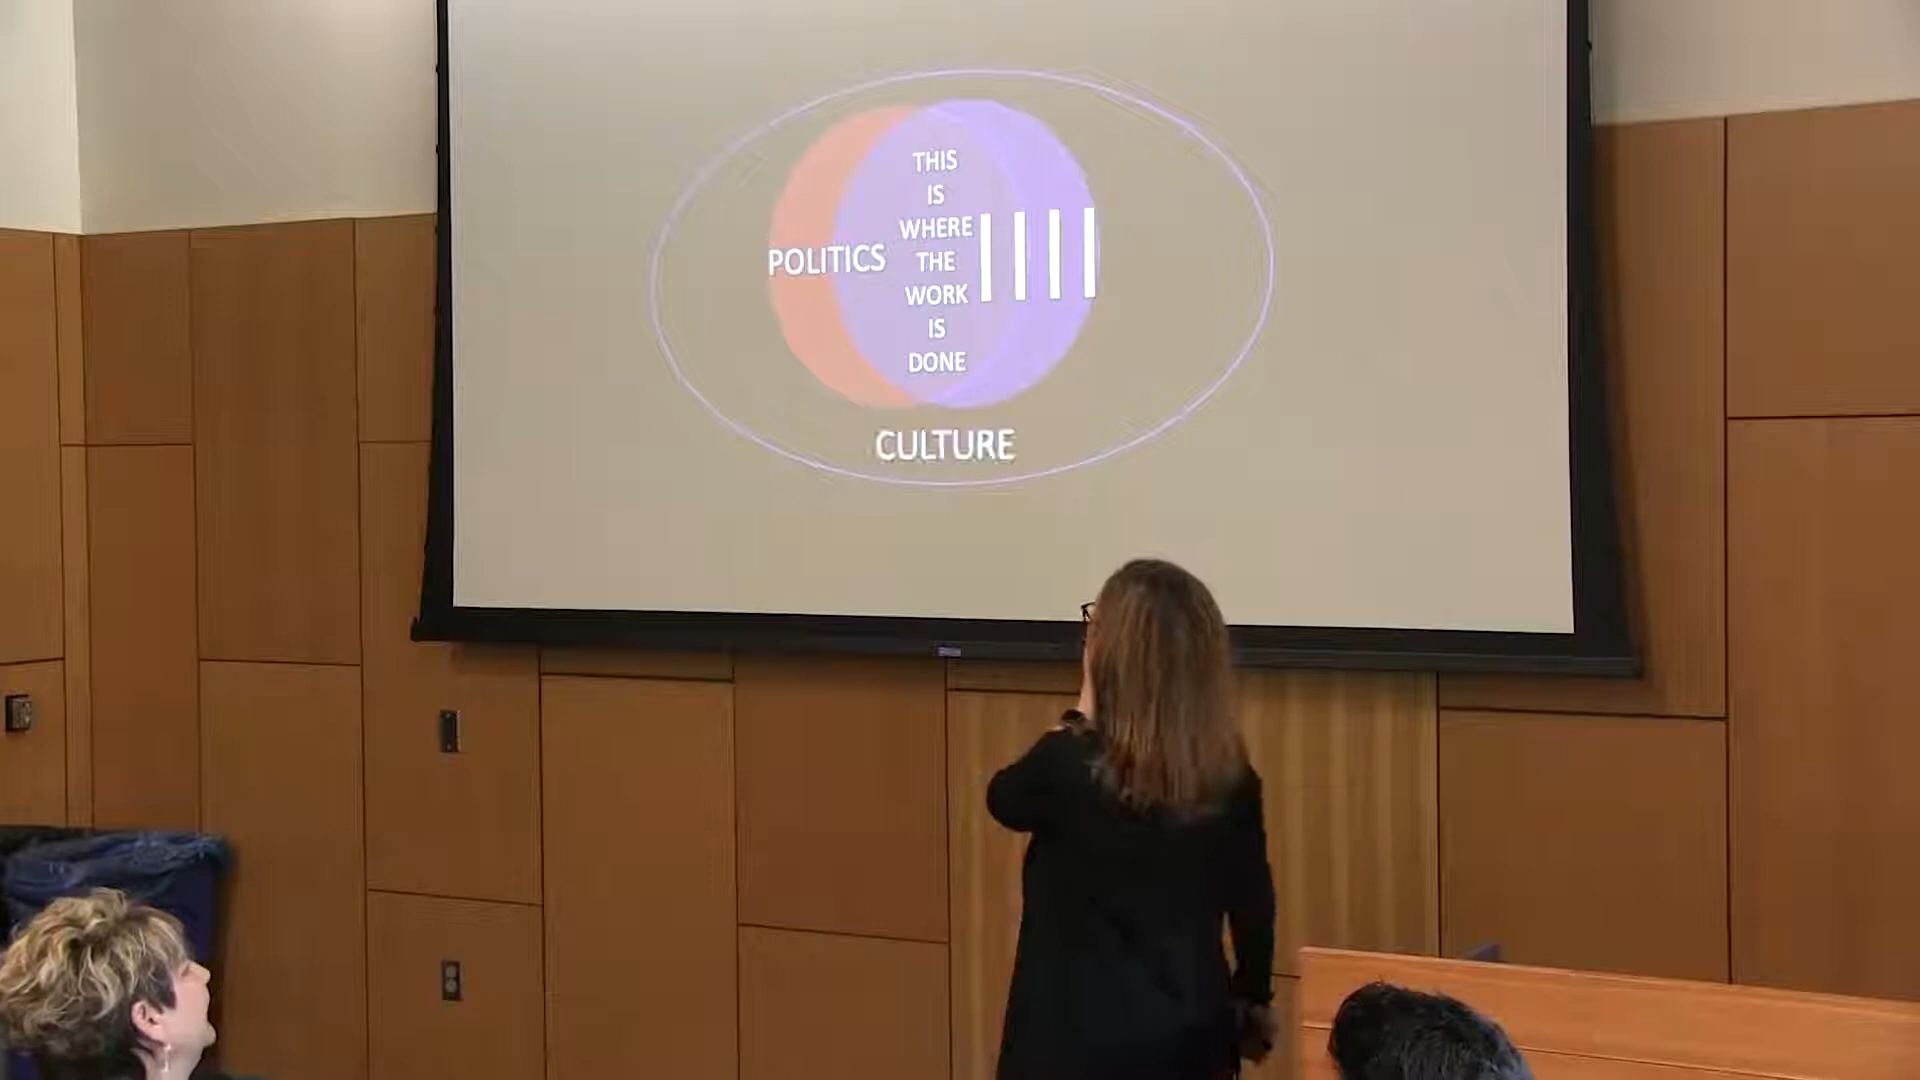 THIS
IS
WHERE
POLITICS
THE
WORK
IS
DONE
CULTURE